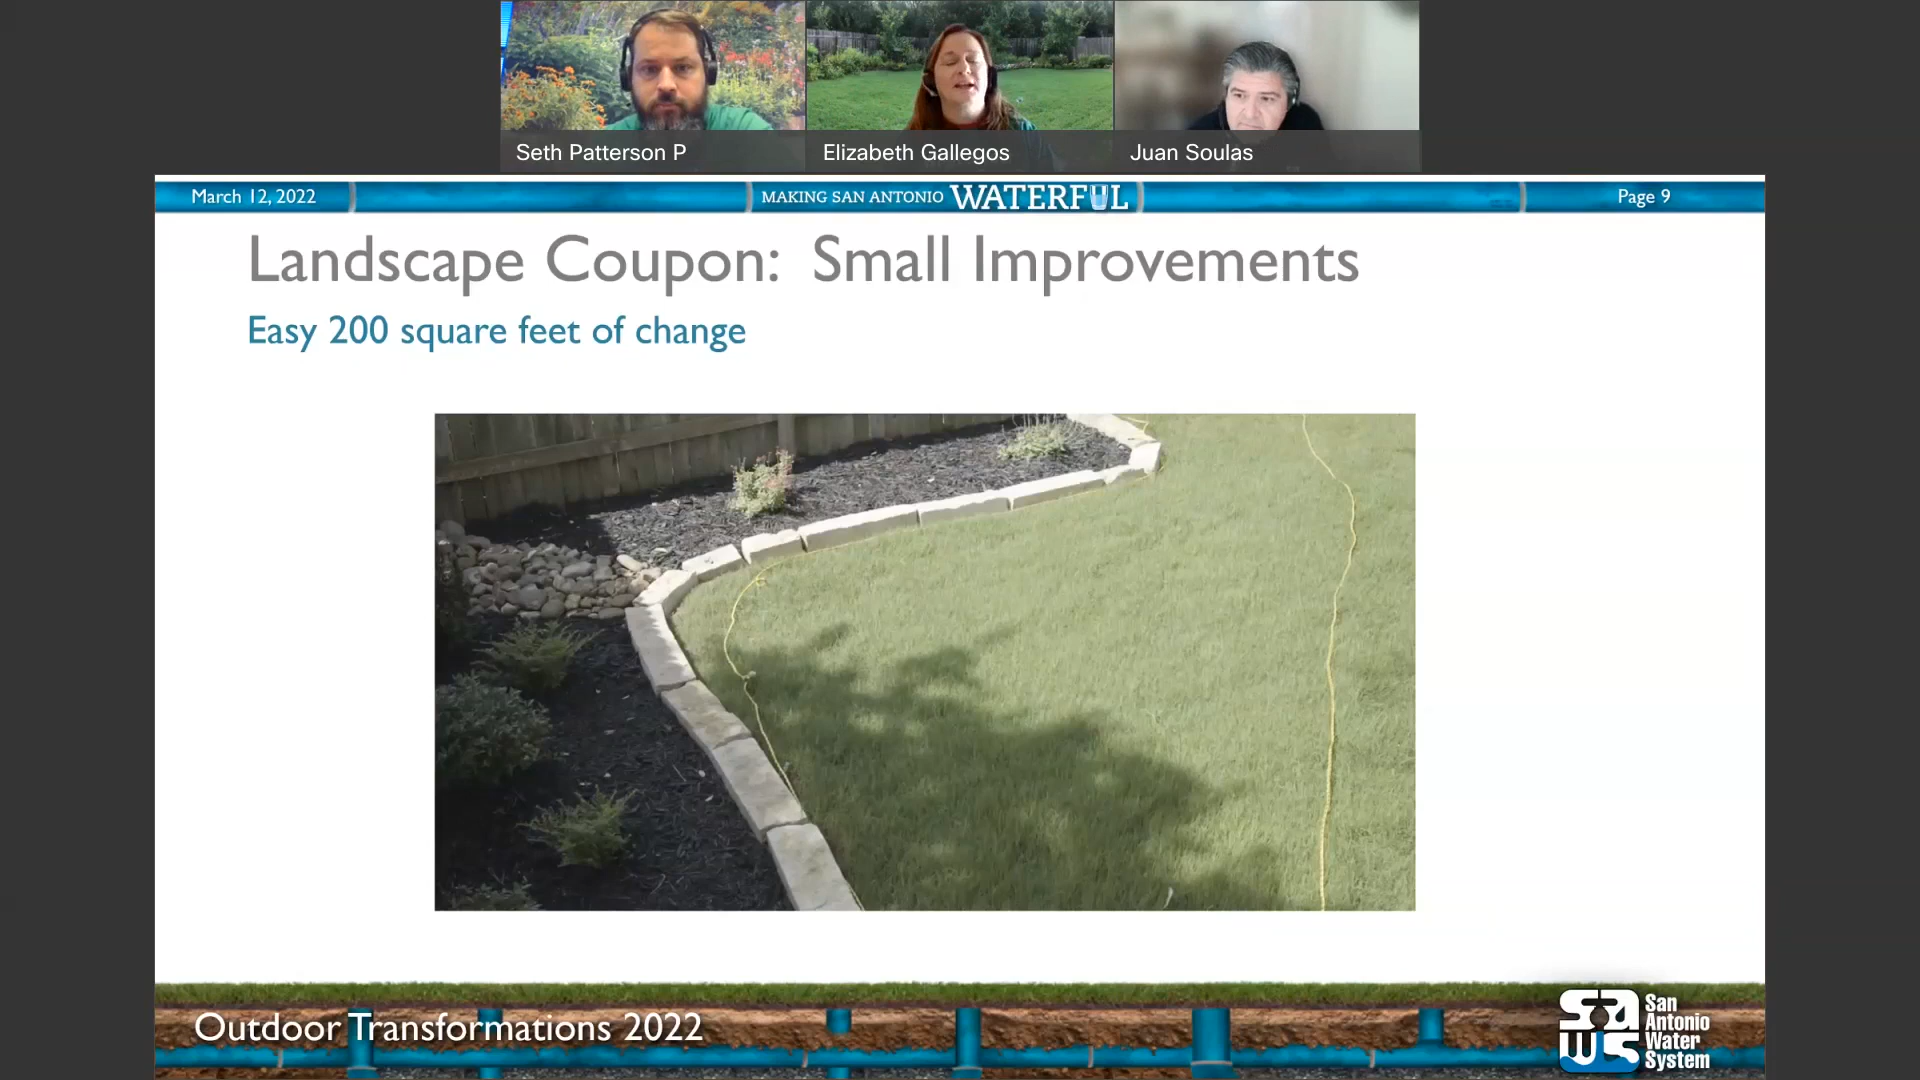 Seth Patterson P
Elizabeth Gallegos
Juan Soulas
March 12, 2022
MAKING SAN ANTONIO WATERFUL
Page 9
Landscape Coupon: Small Improvements
Easy 200 square feet of change
Outdoor Transformations 2022
SAWS
San
Antonio
Water
System